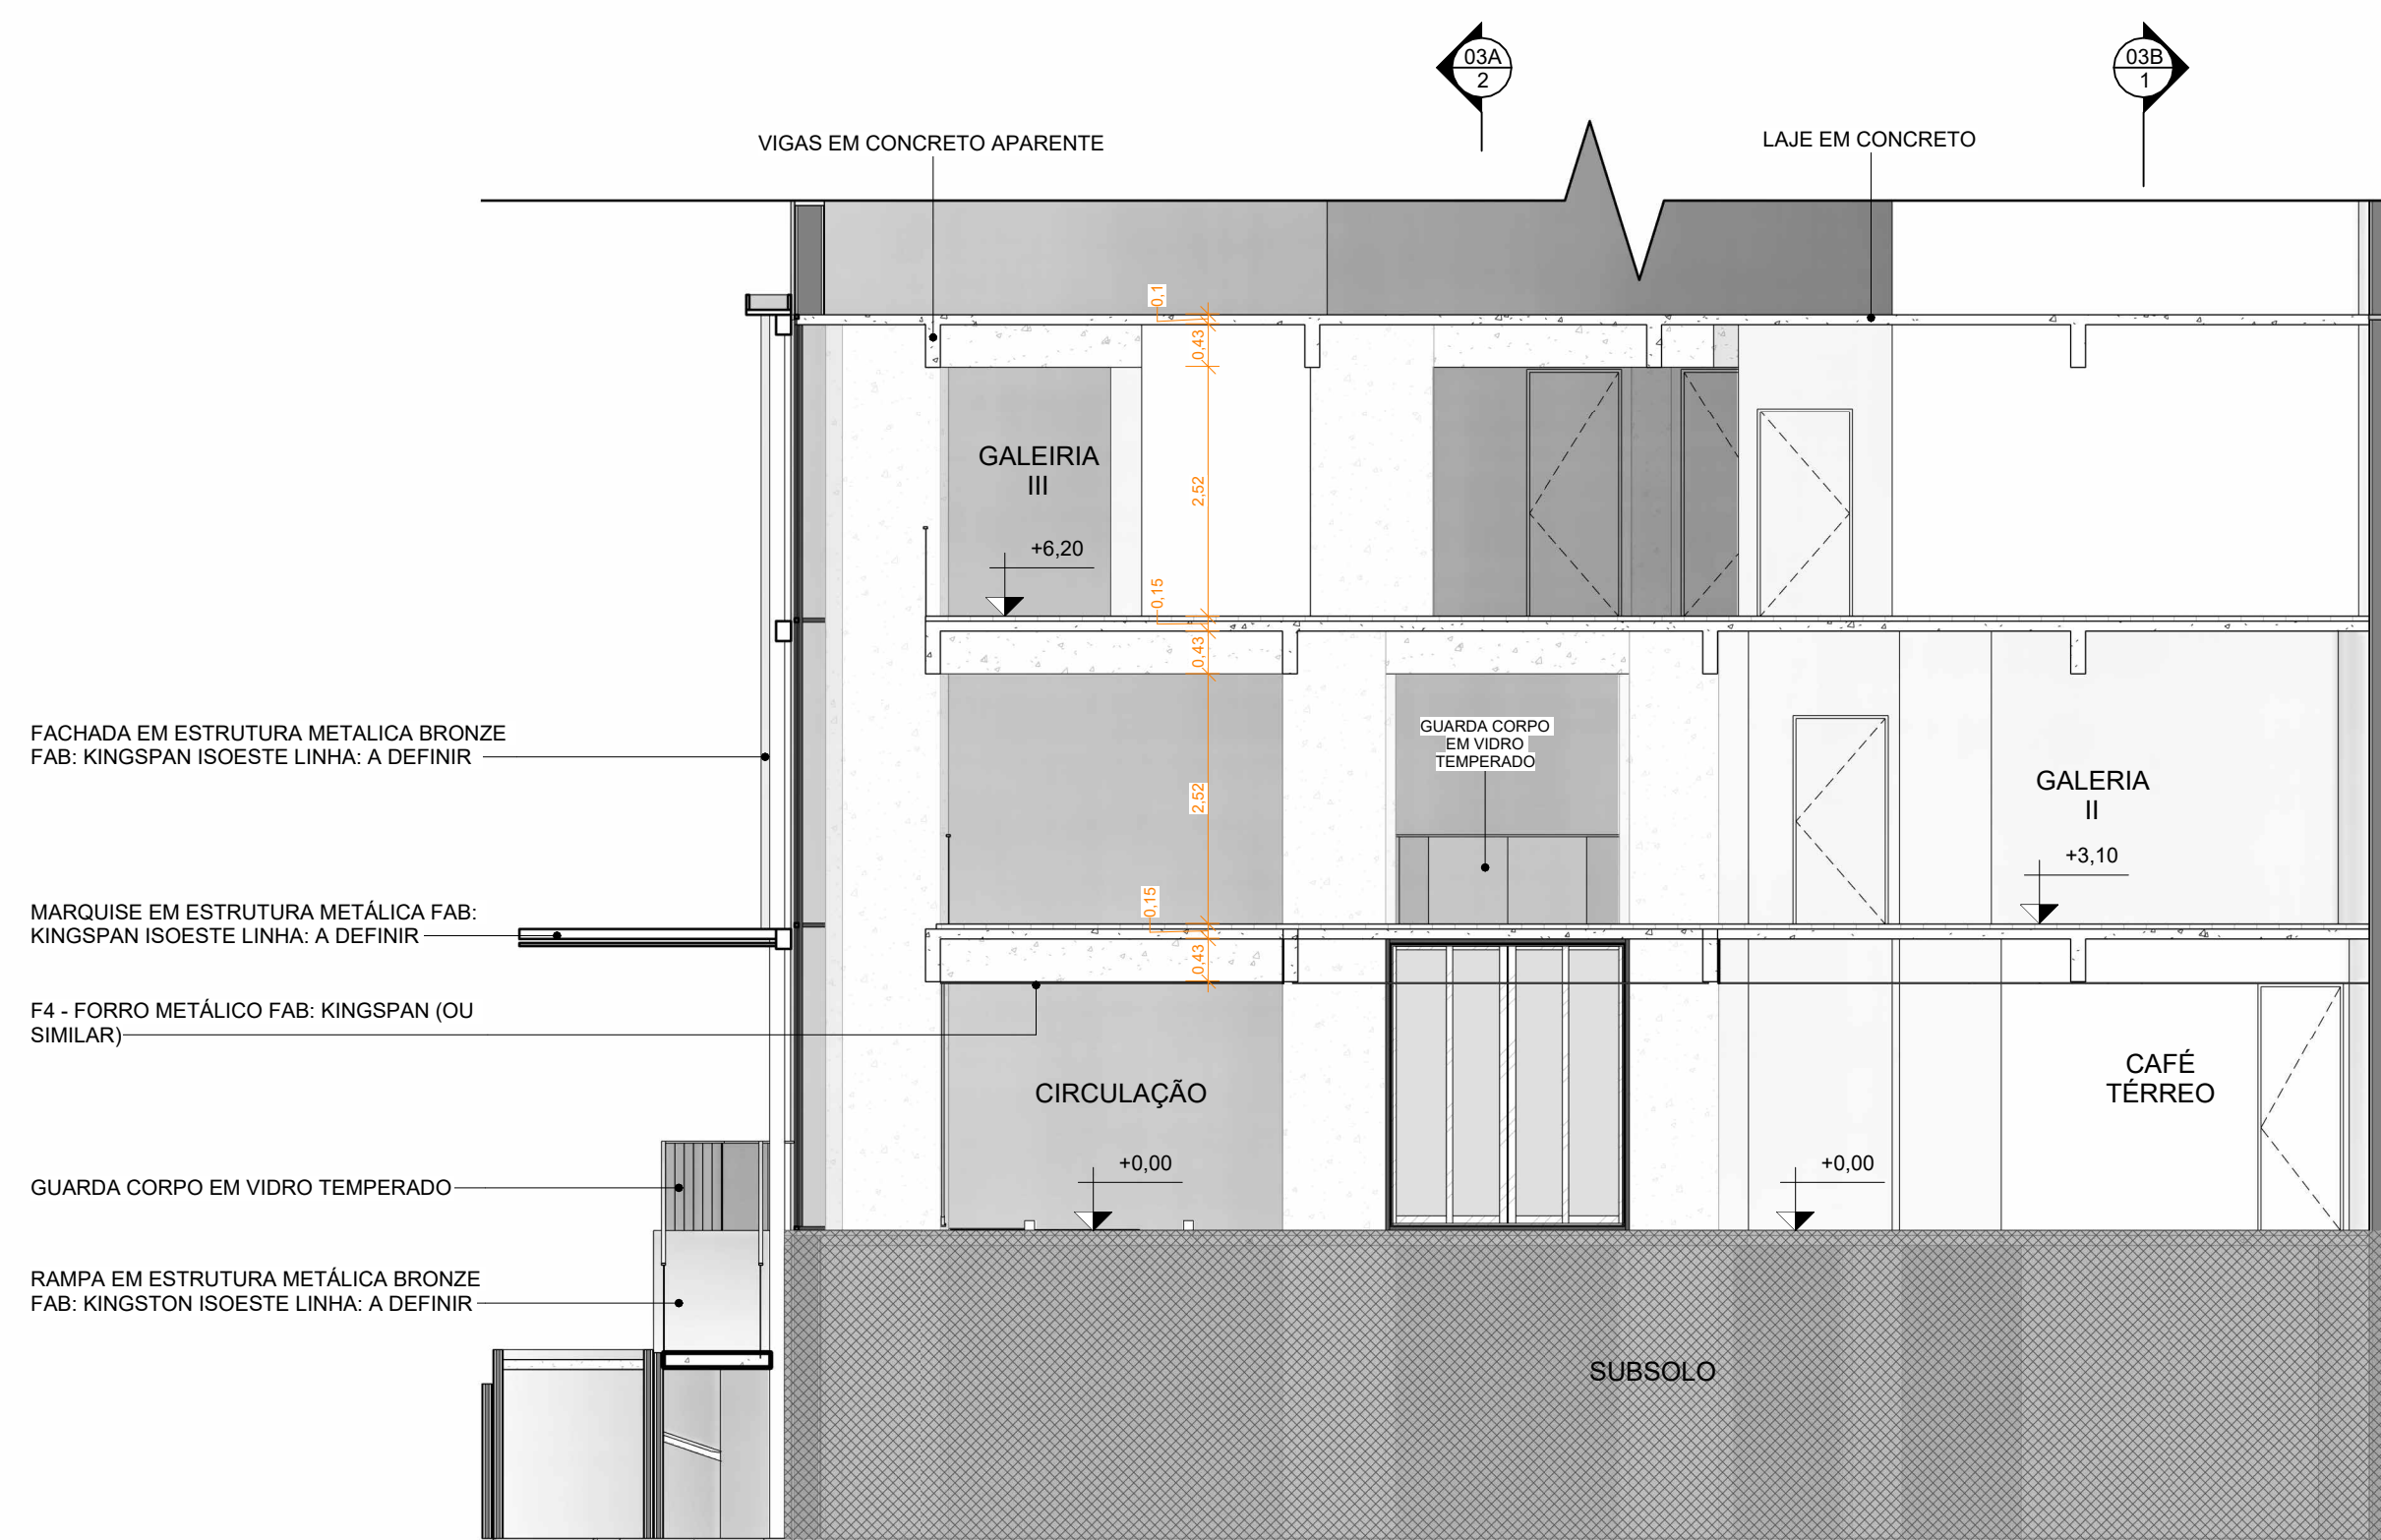 03A
2
03B
1
VIGAS EM CONCRETO APARENTE
LAJE EM CONCRETO
0,1
0,43
GALEIRIA
III
2,52
+6,20
0,15
0,43
FACHADA EM ESTRUTURA METALICA BRONZE
FAB: KINGSPAN ISOESTE LINHA: A DEFINIR
GUARDA CORPO
EM VIDRO
TEMPERADO
2,52
GALERIA
II
+3,10
0,15
MARQUISE EM ESTRUTURA METÁLICA FAB:
KINGSPAN ISOESTE LINHA: A DEFINIR
0,43
F4 - FORRO METÁLICO FAB: KINGSPAN (OU
SIMILAR)
CIRCULAÇÃO
CAFÉ
TÉRREO
+0,00
+0,00
GUARDA CORPO EM VIDRO TEMPERADO
RAMPA EM ESTRUTURA METÁLICA BRONZE
FAB: KINGSTON ISOESTE LINHA: A DEFINIR
SUBSOLO